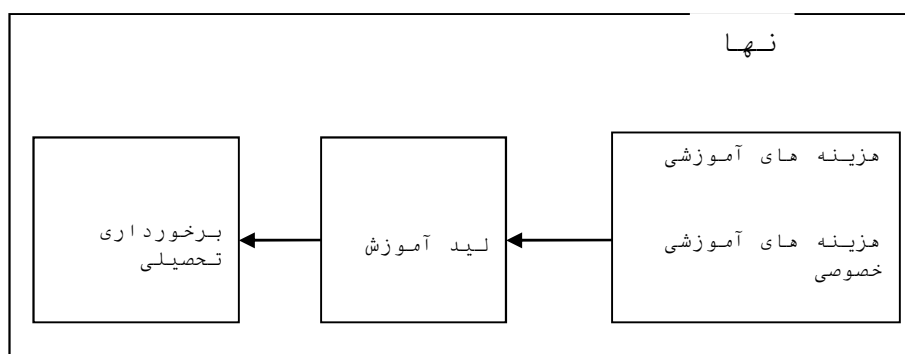 نها
هزینه های آموزشی
هزینه های آموزشی
خصوصی
لید آموزش
برخورداری
تحصیلی